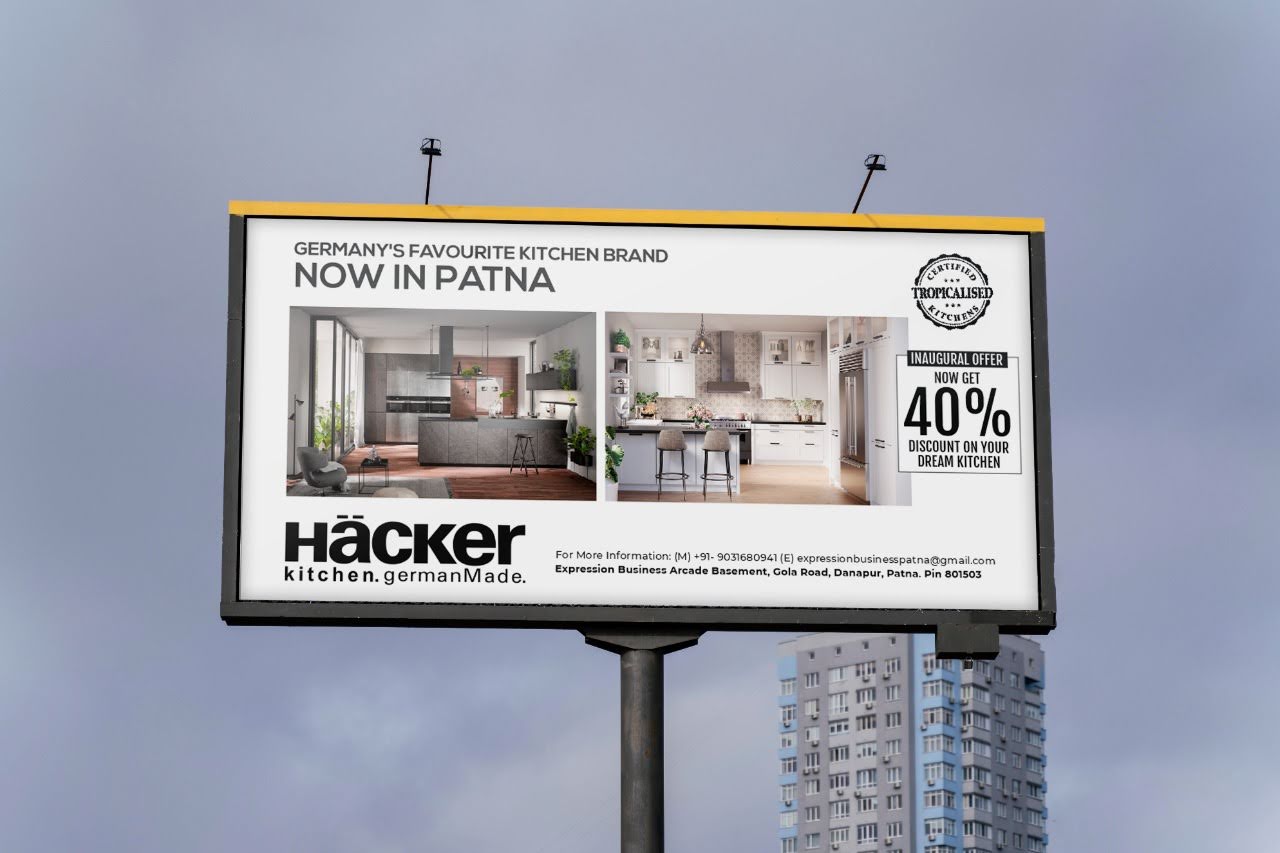 GERMANY'S FAVOURITE KITCHEN BRAND
NOW IN PATNA
CERTIFIED
TROPICALISED
KITCHENS
INAUGURAL OFFER
NOW GET
40%
DISCOUNT ON YOUR
DREAM KITCHEN
Häcker
kitchen. germanMade.
For More Information: (M) +91- 9031680941 (E) expressionbusinesspatna@gmail.com
Expression Business Arcade Basement, Gola Road, Danapur, Patna. Pin 801503